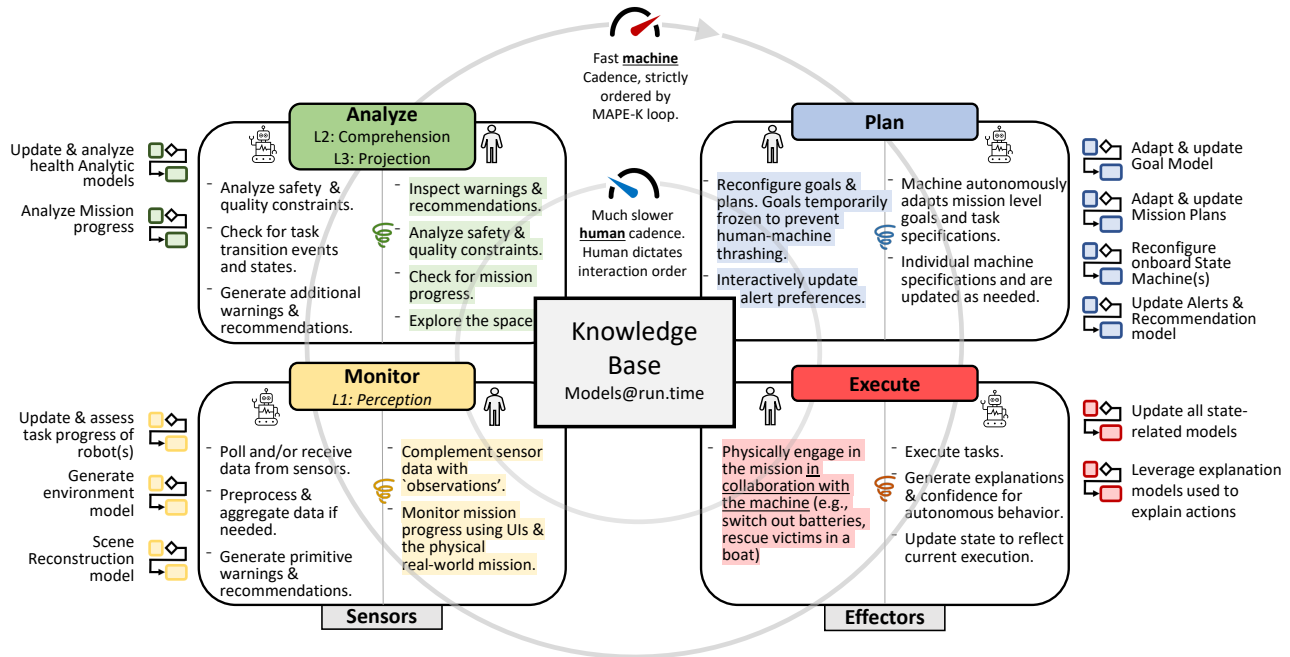 Fast machine
Cadence, strictly
ordered by
MAPE-K loop.
Much slower
human cadence.
Human dictates
interaction order
Analyze
L2: Comprehension
L3: Projection
Update & analyze
health Analytic
models
Analyze Mission
progress
- Analyze safety &
quality constraints.
- Check for task
transition events
and states.
- Generate additional
warnings &
recommendations.
- Inspect warnings &
recommendations.
- Analyze safety &
quality constraints.
- Check for mission
progress.
- Explore the space
Plan
- Reconfigure goals &
plans. Goals temporarily
frozen to prevent
human-machine
thrashing.
- Interactively update
alert preferences.
- Machine autonomously
adapts mission level
goals and task
specifications.
- Individual machine
specifications and are
updated as needed.
Adapt & update
Goal Model
Adapt & update
Mission Plans
Reconfigure
onboard State
Machine(s)
Update Alerts &
Recommendation
model
Knowledge
Base
Models@run.time
Monitor
L1: Perception
Update & assess
task progress of
robot(s)
Generate
environment
model
Scene
Reconstruction
model
- Poll and/or receive
data from sensors.
- Preprocess &
aggregate data if
needed.
- Generate primitive
warnings &
recommendations.
- Complement sensor
data with
`observations'.
- Monitor mission
progress using UIs &
the physical
real-world mission.
Sensors
Execute
- Physically engage in
the mission in
collaboration with
the machine (e.g.,
switch out batteries,
rescue victims in a
boat)
- Execute tasks.
- Generate explanations
& confidence for
autonomous behavior.
- Update state to reflect
current execution.
Update all state-
related models
Leverage explanation
models used to
explain actions
Effectors